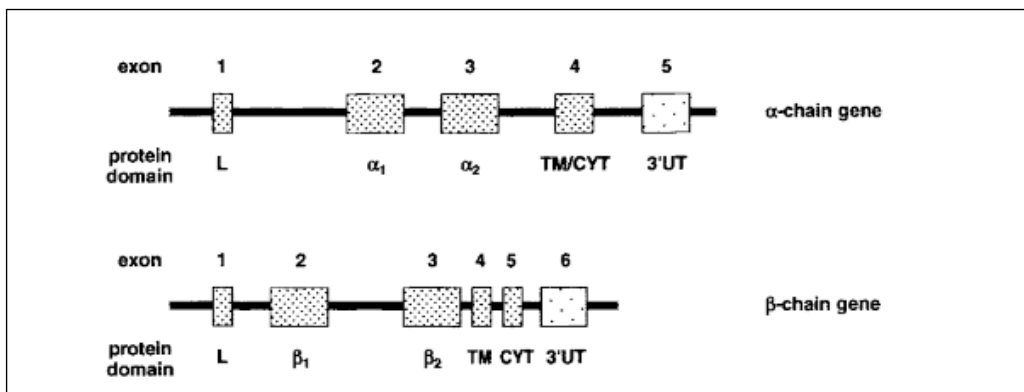 exon 1 2 3 4 5
α-chain gene
protein domain L α₁ α₂ TM/CYT 3'UT
exon 1 2 3 4 5 6
β-chain gene
protein domain L β₁ β₂ TM CYT 3'UT